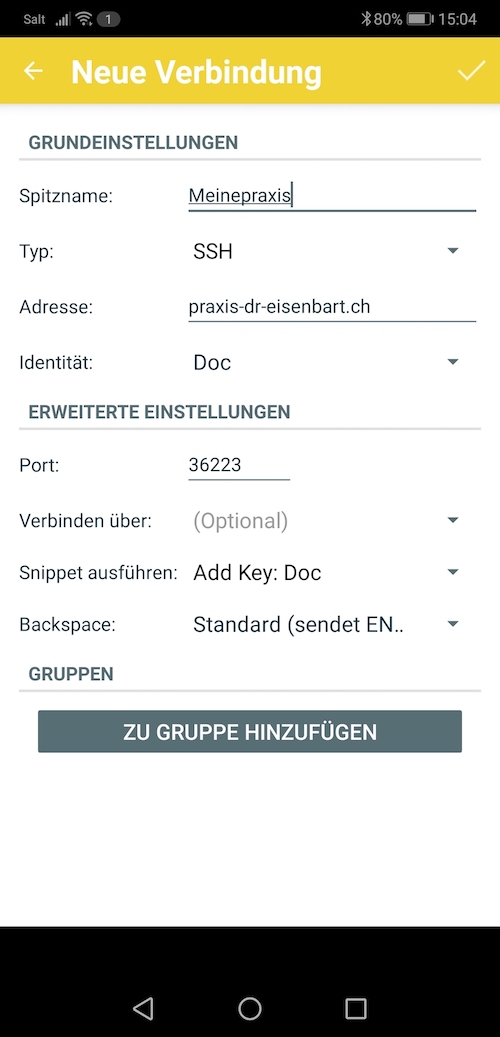 Salt 1 80% 15:04
Neue Verbindung
GRUNDEINSTELLUNGEN
Spitzname: Meinepraxis
Typ: SSH
Adresse: praxis-dr-eisenbart.ch
Identität: Doc
ERWEITERTE EINSTELLUNGEN
Port: 36223
Verbinden über: (Optional)
Snippet ausführen: Add Key: Doc
Backspace: Standard (sendet EN..
GRUPPEN
ZU GRUPPE HINZUFÜGEN